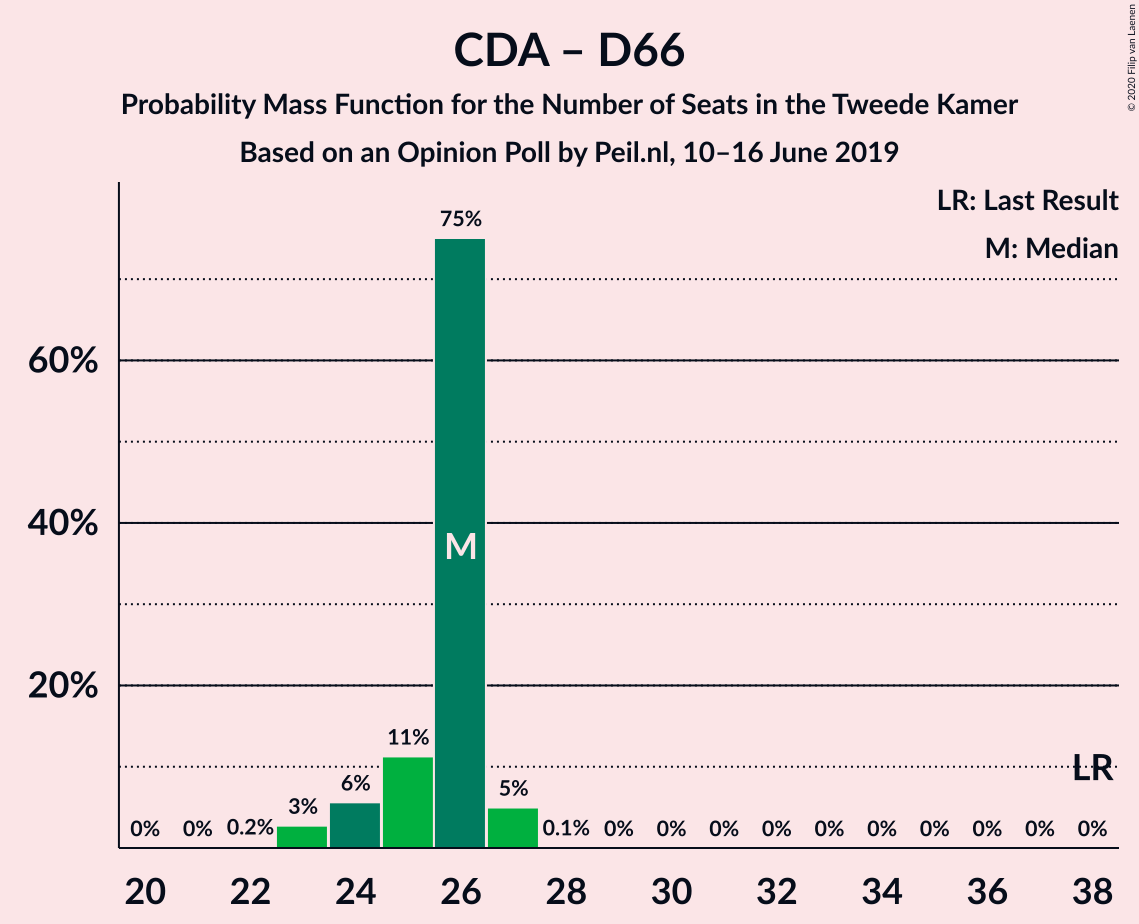 CDA – D66
Probability Mass Function for the Number of Seats in the Tweede Kamer
Based on an Opinion Poll by Peil.nl, 10–16 June 2019
© 2020 Filip van Laenen
LR: Last Result
M: Median
75%
60%
40%
M
20%
11%
LR
6%
5%
3%
0% 0% 0.2% 0.1% 0% 0% 0% 0% 0% 0% 0% 0% 0% 0%
20 22 24 26 28 30 32 34 36 38